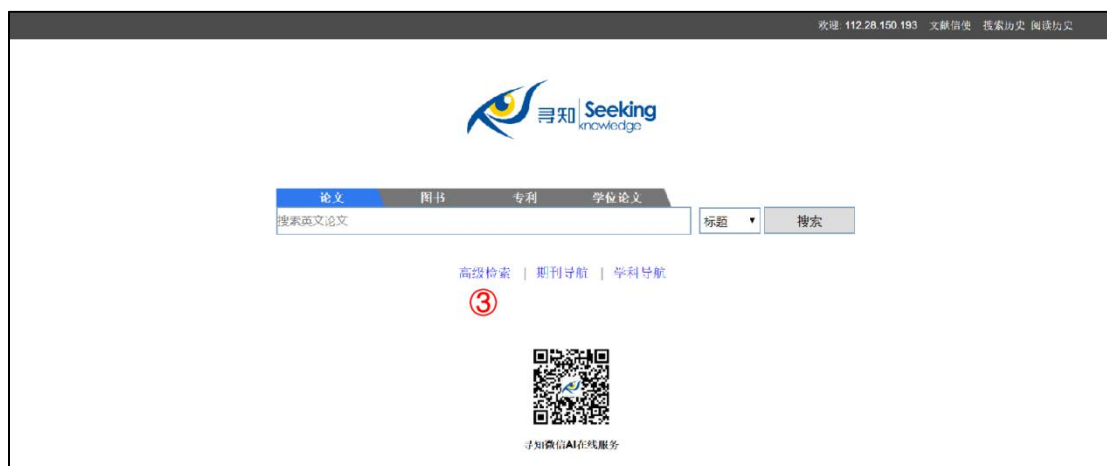 欢迎: 112.28.150.193 文献信使 搜索历史 阅读历史
寻知 Seeking
knowledge
论文 图书 专利 学位论文
搜索英文论文 标题 ▼ 搜索
高级检索 | 期刊导航 | 学科导航
③
寻知微信AI在线服务